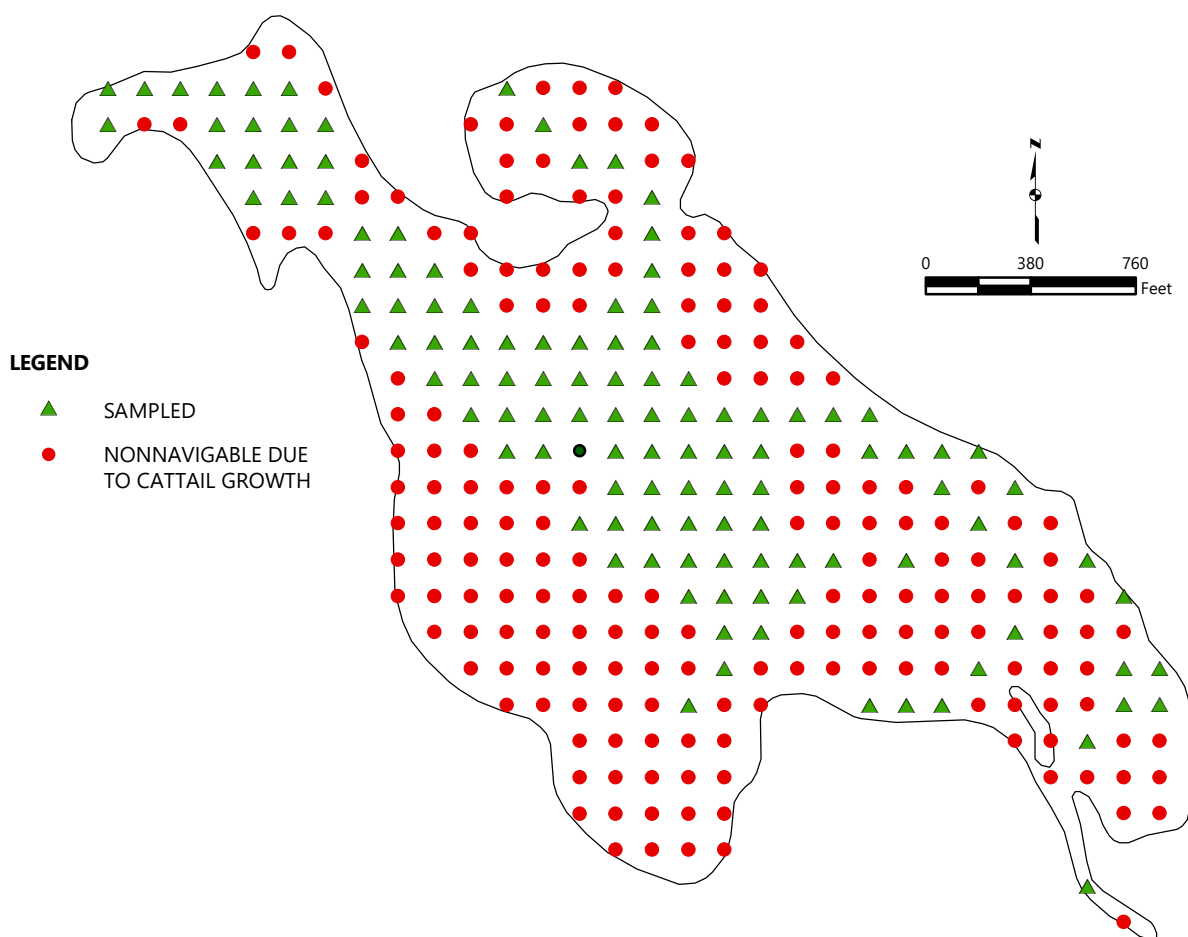 N
0 380 760
Feet
LEGEND
SAMPLED
NONNAVIGABLE DUE
TO CATTAIL GROWTH